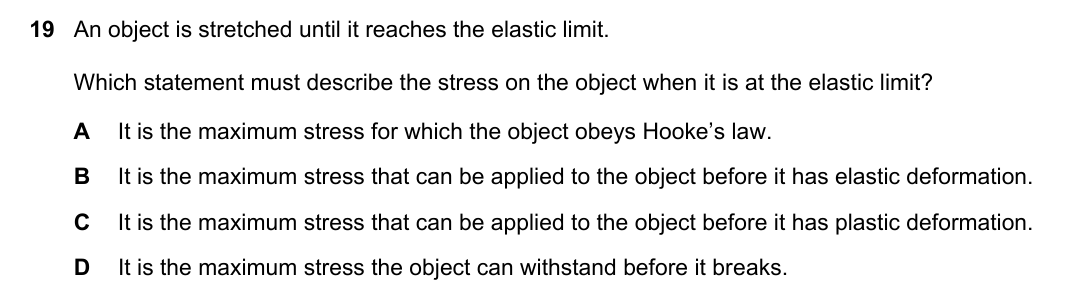 19 An object is stretched until it reaches the elastic limit.
Which statement must describe the stress on the object when it is at the elastic limit?
A It is the maximum stress for which the object obeys Hooke’s law.
B It is the maximum stress that can be applied to the object before it has elastic deformation.
C It is the maximum stress that can be applied to the object before it has plastic deformation.
D It is the maximum stress the object can withstand before it breaks.